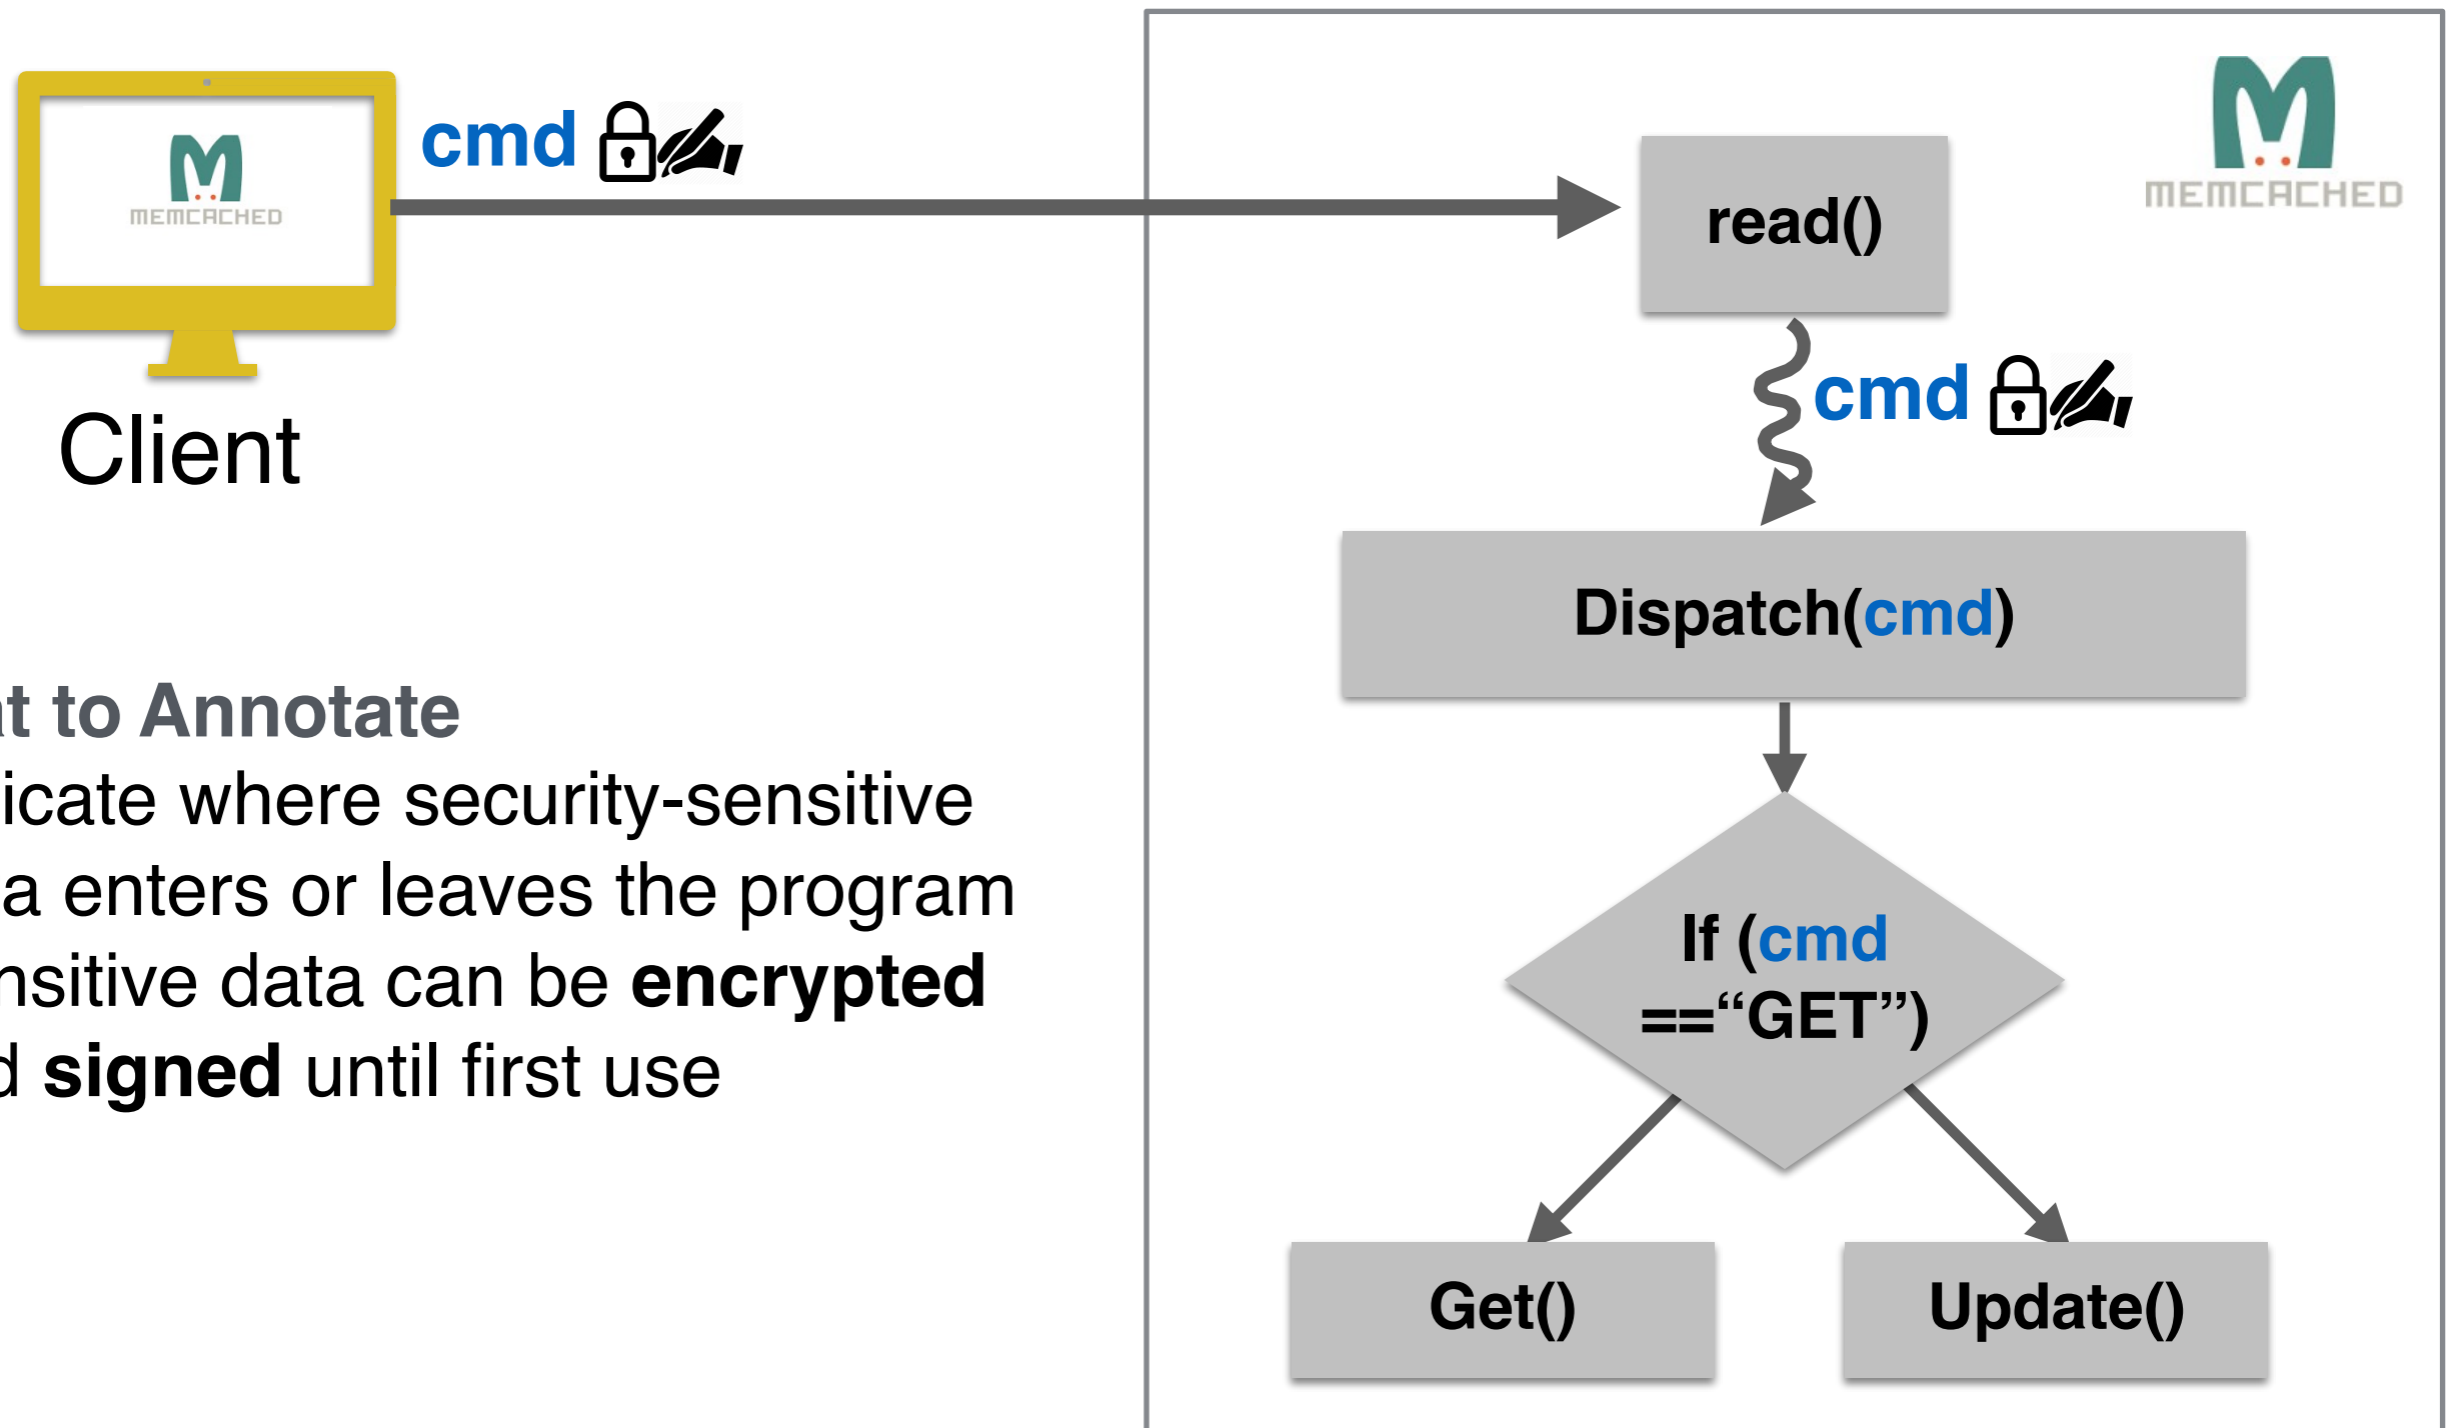 MEMCACHED
cmd
Client
at to Annotate
icate where security-sensitive
a enters or leaves the program
nsitive data can be encrypted
d signed until first use
MEMCACHED
read()
cmd
Dispatch(cmd)
If (cmd
==“GET”)
Get()
Update()